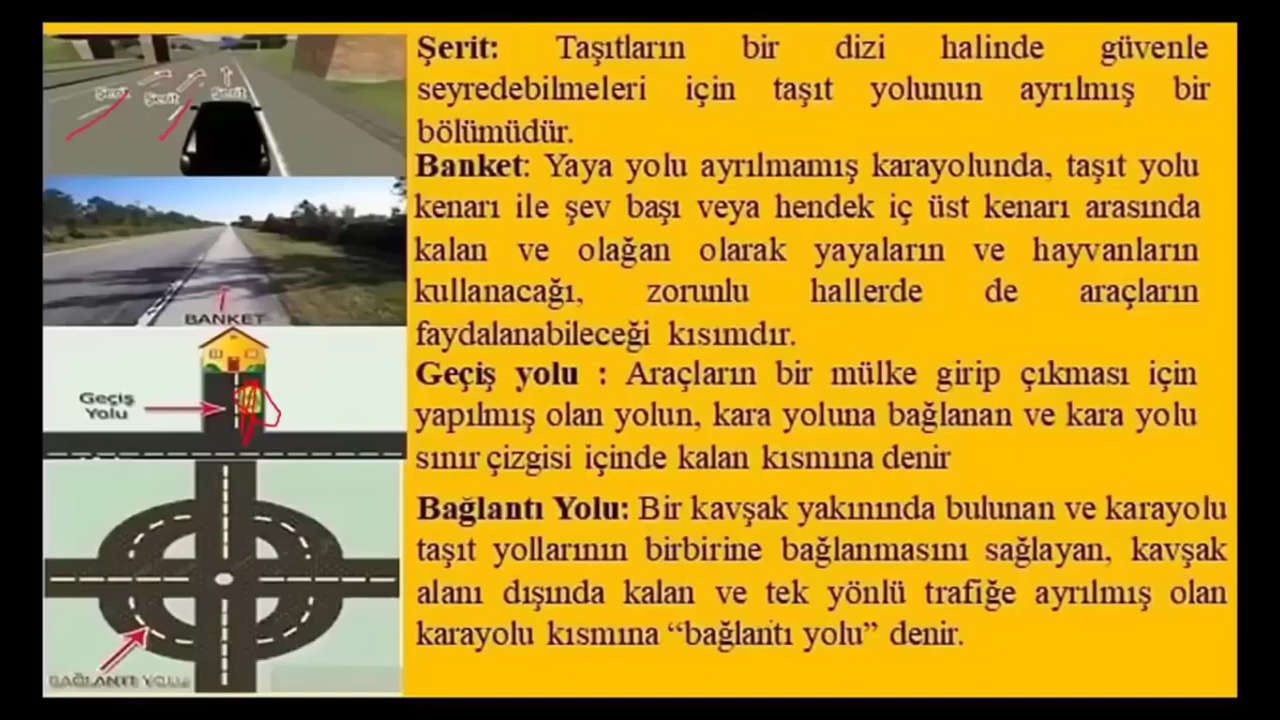 Şerit Şerit Şerit
Şerit: Taşıtların bir dizi halinde güvenle
seyredebilmeleri için taşıt yolunun ayrılmış bir
bölümüdür.
BANKET
Banket: Yaya yolu ayrılmamış karayolunda, taşıt yolu
kenarı ile şev başı veya hendek iç üst kenarı arasında
kalan ve olağan olarak yayaların ve hayvanların
kullanacağı, zorunlu hallerde de araçların
faydalanabileceği kısımdır.
Geçiş
Yolu
Geçiş yolu : Araçların bir mülke girip çıkması için
yapılmış olan yolun, kara yoluna bağlanan ve kara yolu
sınır çizgisi içinde kalan kısmına denir
BAĞLANTI YOLU
Bağlantı Yolu: Bir kavşak yakınında bulunan ve karayolu
taşıt yollarının birbirine bağlanmasını sağlayan, kavşak
alanı dışında kalan ve tek yönlü trafiğe ayrılmış olan
karayolu kısmına “bağlantı yolu” denir.